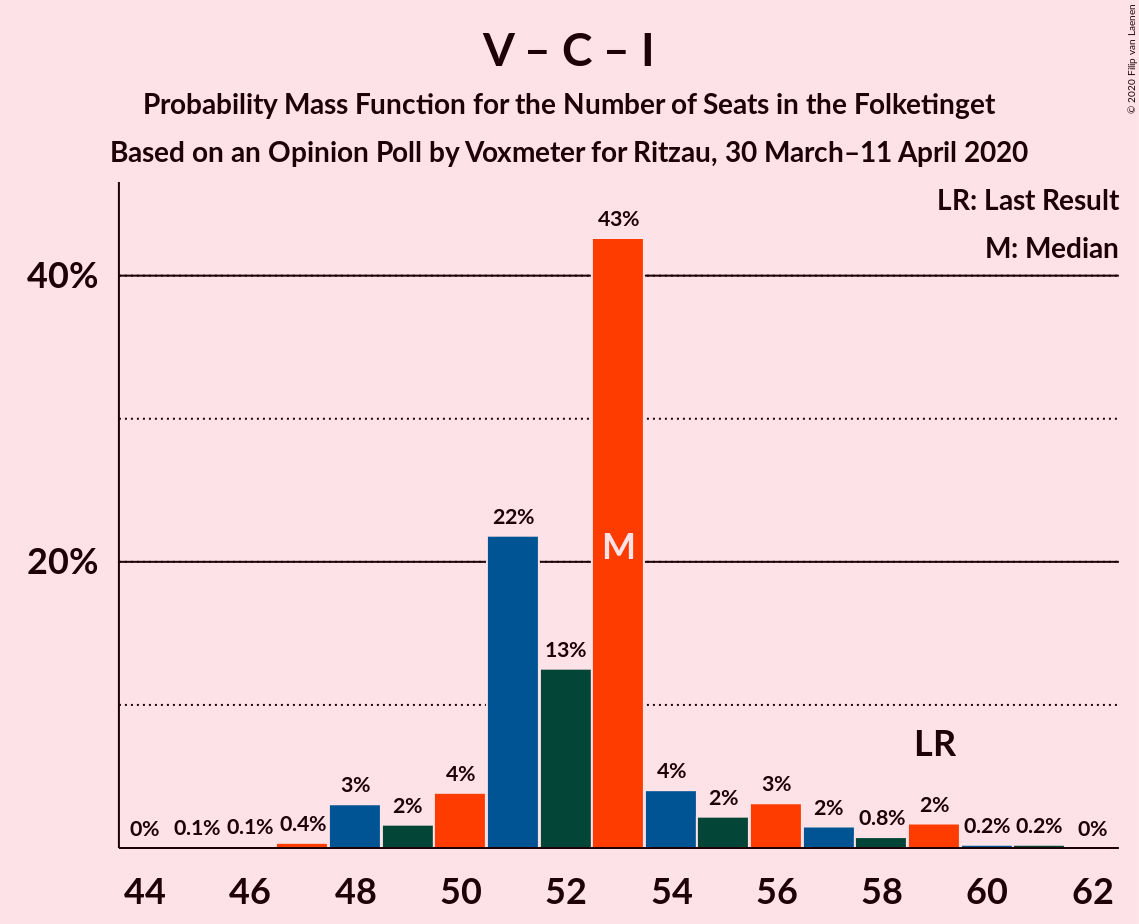 V – C – I
Probability Mass Function for the Number of Seats in the Folketinget
Based on an Opinion Poll by Voxmeter for Ritzau, 30 March–11 April 2020
© 2020 Filip van Laenen
LR: Last Result
M: Median
40%
20%
0% 0.1% 0.1% 0.4% 3% 2% 4% 22% 13% 43% 4% 2% 3% 2% 0.8% 2% 0.2% 0.2% 0%
M
LR
44 46 48 50 52 54 56 58 60 62